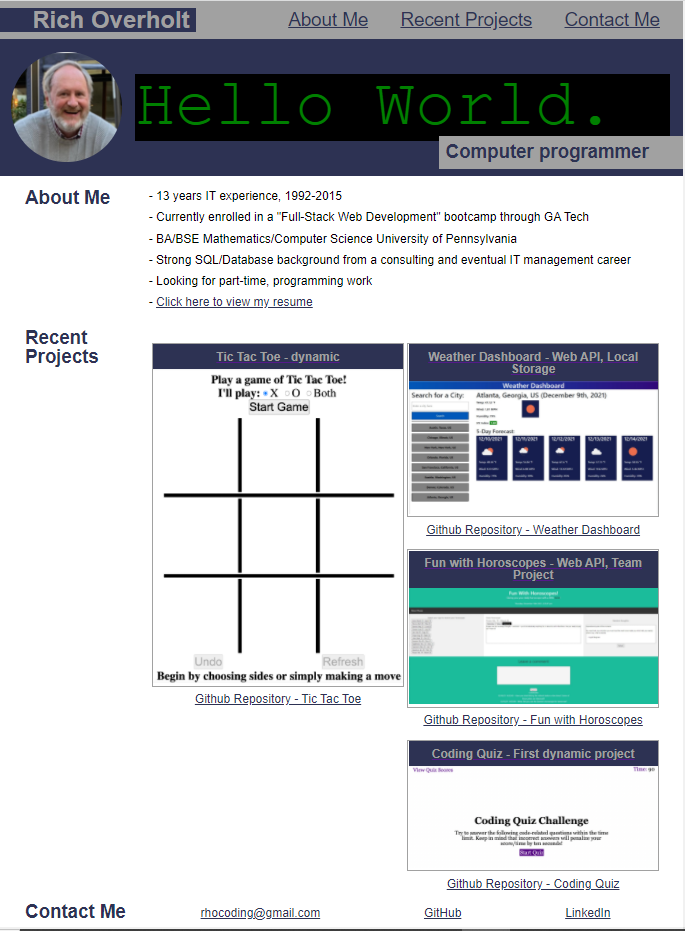 Rich Overholt
About Me
Recent Projects
Contact Me
Hello World.
Computer programmer
About Me
- 13 years IT experience, 1992-2015
- Currently enrolled in a "Full-Stack Web Development" bootcamp through GA Tech
- BA/BSE Mathematics/Computer Science University of Pennsylvania
- Strong SQL/Database background from a consulting and eventual IT management career
- Looking for part-time, programming work
- Click here to view my resume
Recent
Projects
Tic Tac Toe - dynamic
Play a game of Tic Tac Toe!
I'll play: X O Both
Start Game
Undo
Refresh
Begin by choosing sides or simply making a move
Github Repository - Tic Tac Toe
Weather Dashboard - Web API, Local
Storage
Weather Dashboard
Search for a City:
Atlanta, Georgia, US (December 9th, 2021)
5-Day Forecast:
12/10/2021
12/11/2021
12/12/2021
12/13/2021
12/14/2021
Github Repository - Weather Dashboard
Fun with Horoscopes - Web API, Team
Project
Fun With Horoscopes!
Github Repository - Fun with Horoscopes
Coding Quiz - First dynamic project
View Quiz Scores
Time: 90
Coding Quiz Challenge
Try to answer the following code-related questions within the time
limit. Keep in mind that incorrect answers will penalize your
score/time by ten seconds!
Start Quiz
Github Repository - Coding Quiz
Contact Me
rhocoding@gmail.com
GitHub
LinkedIn